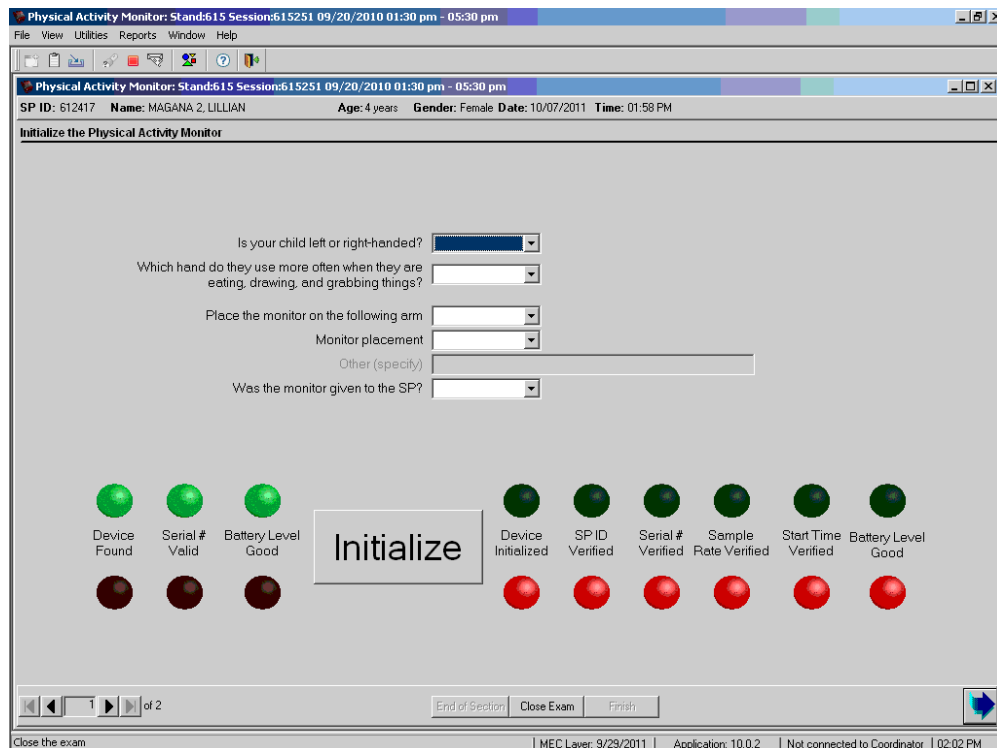 Physical Activity Monitor: Stand:615 Session:615251 09/20/2010 01:30 pm - 05:30 pm
File View Utilities Reports Window Help
Physical Activity Monitor: Stand:615 Session:615251 09/20/2010 01:30 pm - 05:30 pm
SP ID: 612417 Name: MAGANA 2, LILLIAN Age: 4 years Gender: Female Date: 10/07/2011 Time: 01:58 PM
Initialize the Physical Activity Monitor
Is your child left or right-handed?
Which hand do they use more often when they are
eating, drawing, and grabbing things?
Place the monitor on the following arm
Monitor placement
Other (specify)
Was the monitor given to the SP?
Device Found
Serial # Valid
Battery Level Good
Initialize
Device Initialized
SP ID Verified
Serial # Verified
Sample Rate Verified
Start Time Verified
Battery Level Good
1 of 2
End of Section Close Exam Finish
Close the exam MEC Layer: 9/29/2011 Application: 10.0.2 Not connected to Coordinator 02:02 PM